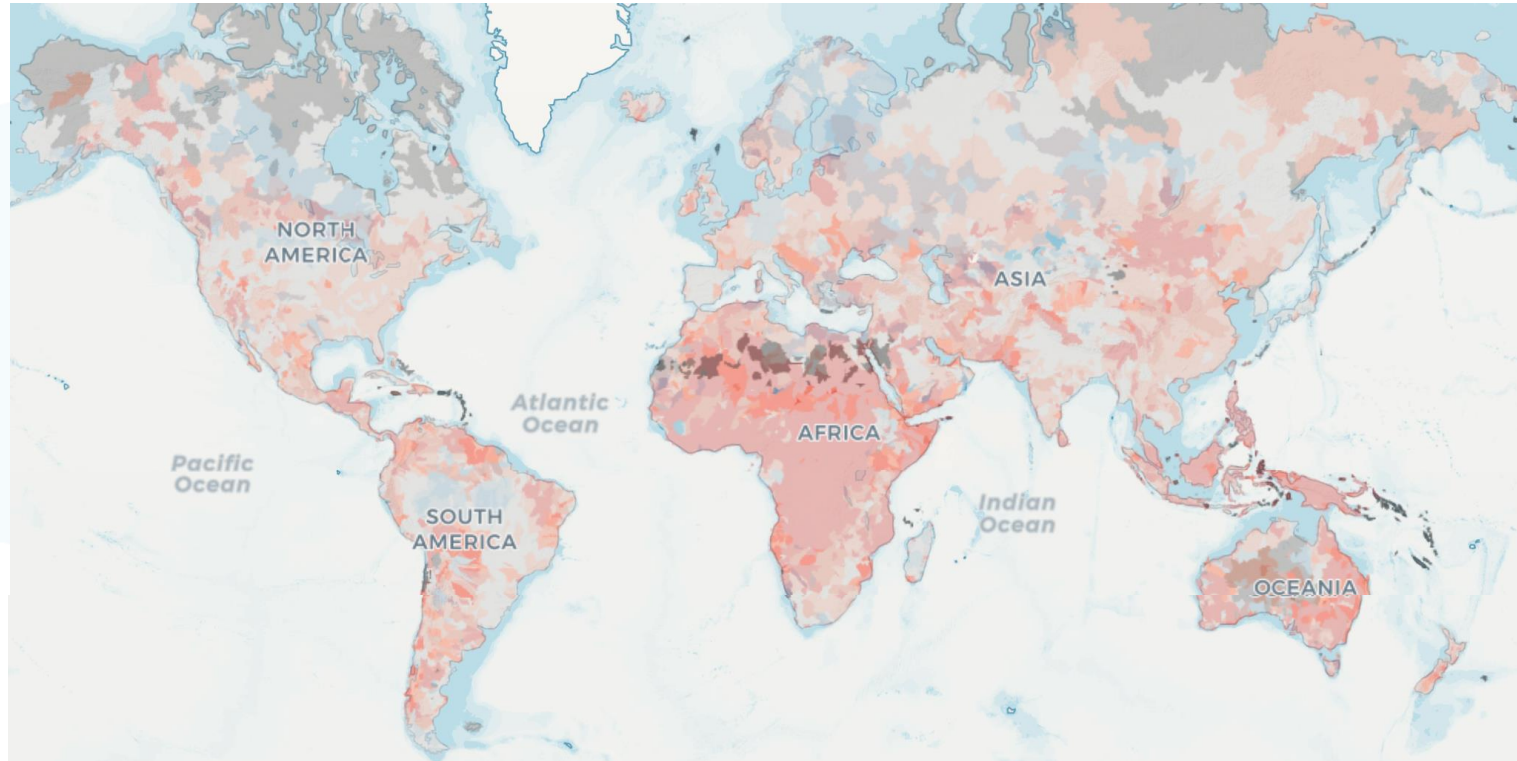 NORTH
AMERICA
ASIA
Atlantic
Ocean
AFRICA
Pacific
Ocean
Indian
Ocean
SOUTH
AMERICA
OCEANIA